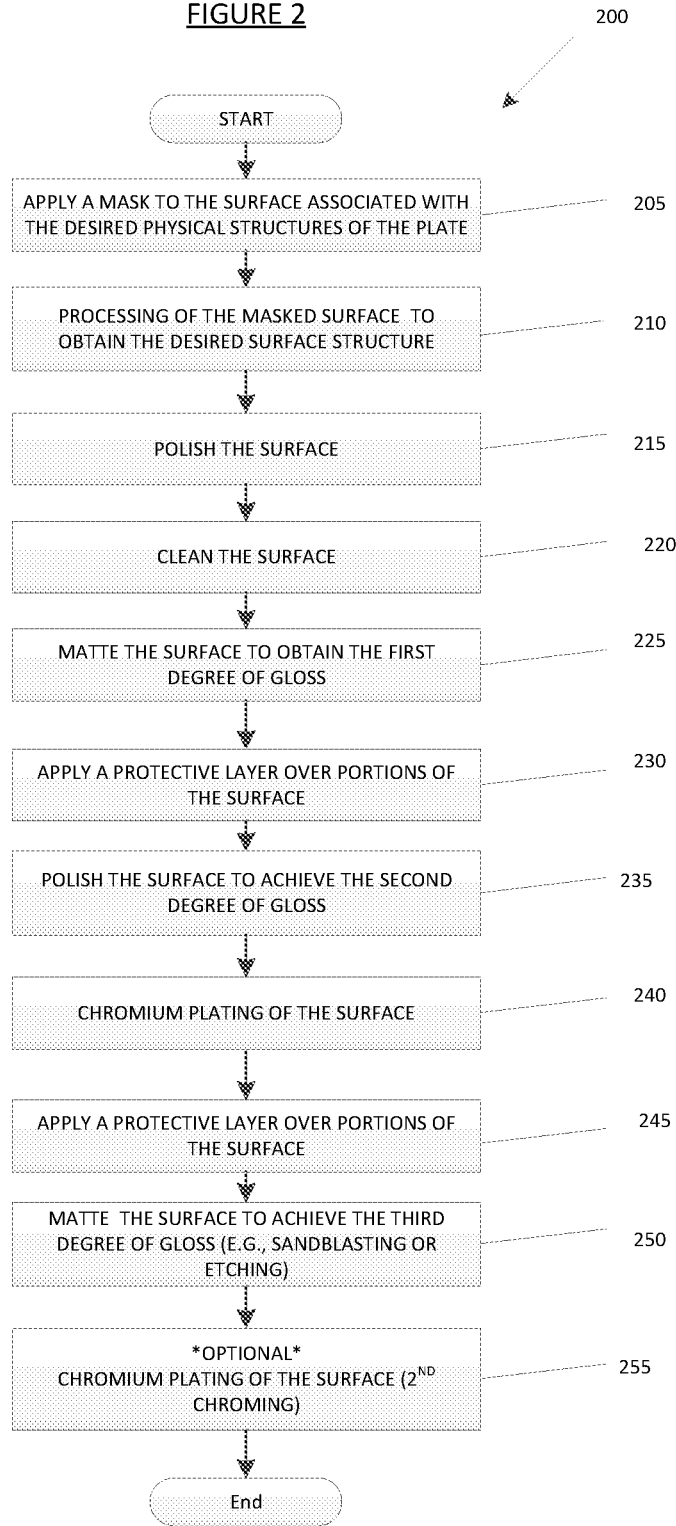 FIGURE 2
200
START
APPLY A MASK TO THE SURFACE ASSOCIATED WITH
THE DESIRED PHYSICAL STRUCTURES OF THE PLATE
205
PROCESSING OF THE MASKED SURFACE TO
OBTAIN THE DESIRED SURFACE STRUCTURE
210
POLISH THE SURFACE
215
CLEAN THE SURFACE
220
MATTE THE SURFACE TO OBTAIN THE FIRST
DEGREE OF GLOSS
225
APPLY A PROTECTIVE LAYER OVER PORTIONS OF
THE SURFACE
230
POLISH THE SURFACE TO ACHIEVE THE SECOND
DEGREE OF GLOSS
235
CHROMIUM PLATING OF THE SURFACE
240
APPLY A PROTECTIVE LAYER OVER PORTIONS OF
THE SURFACE
245
MATTE THE SURFACE TO ACHIEVE THE THIRD
DEGREE OF GLOSS (E.G., SANDBLASTING OR
ETCHING)
250
*OPTIONAL*
CHROMIUM PLATING OF THE SURFACE (2ND
CHROMING)
255
End